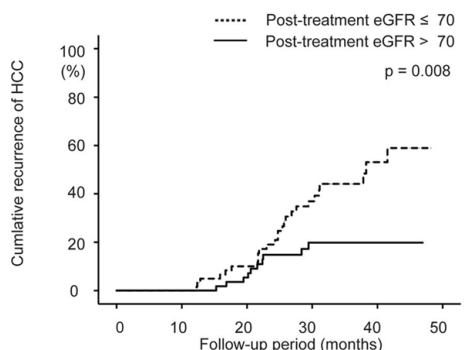 Post-treatment eGFR ≤ 70
Post-treatment eGFR > 70
p = 0.008
Cumlative recurrence of HCC
(%)
100
80
60
40
20
0
0 10 20 30 40 50
Follow-up period (months)